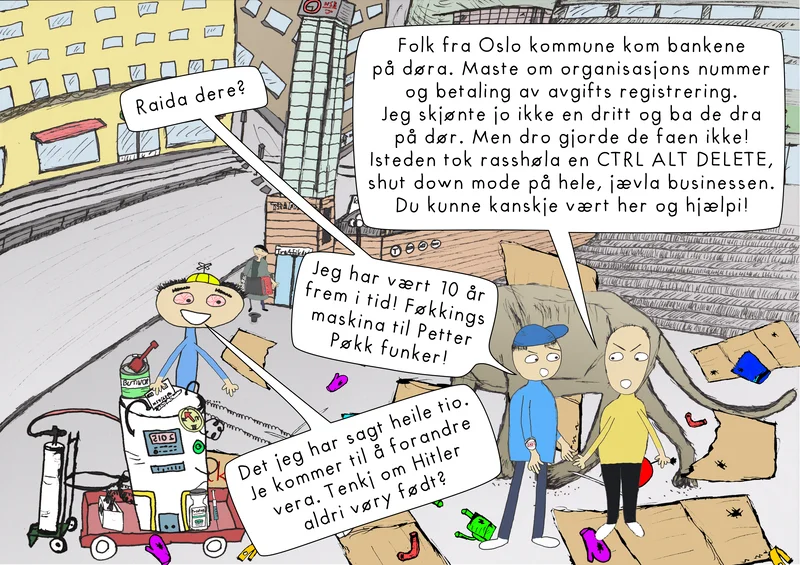 NSB
Folk fra Oslo kommune kom bankene
på døra. Maste om organisasjons nummer
og betaling av avgifts registrering.
Jeg skjønte jo ikke en dritt og ba de dra
på dør. Men dro gjorde de faen ikke!
Isteden tok rasshøla en CTRL ALT DELETE,
shut down mode på hele, jævla businessen.
Du kunne kanskje vært her og hjælpi!
Raida dere?
Jeg har vært 10 år
frem i tid! Føkkings
maskina til Petter
Pøkk funker!
Det jeg har sagt heile tio.
Je kommer til å forandre
vera. Tenkj om Hitler
aldri vøry født?